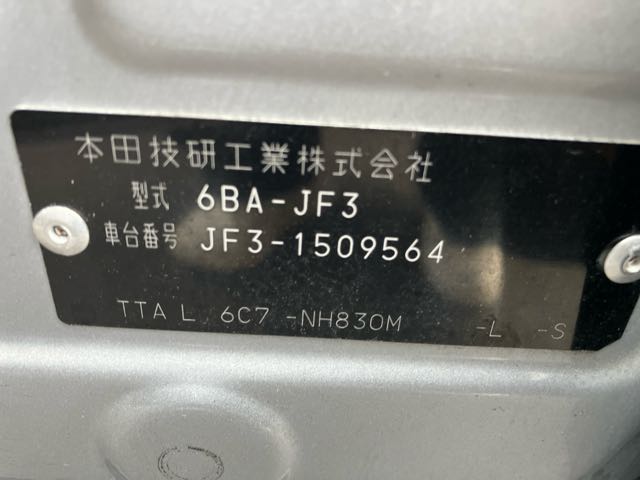 本田技研工業株式会社
型式 6BA-JF3
車台番号 JF3-1509564
TTA L 6C7 -NH830M -L -S